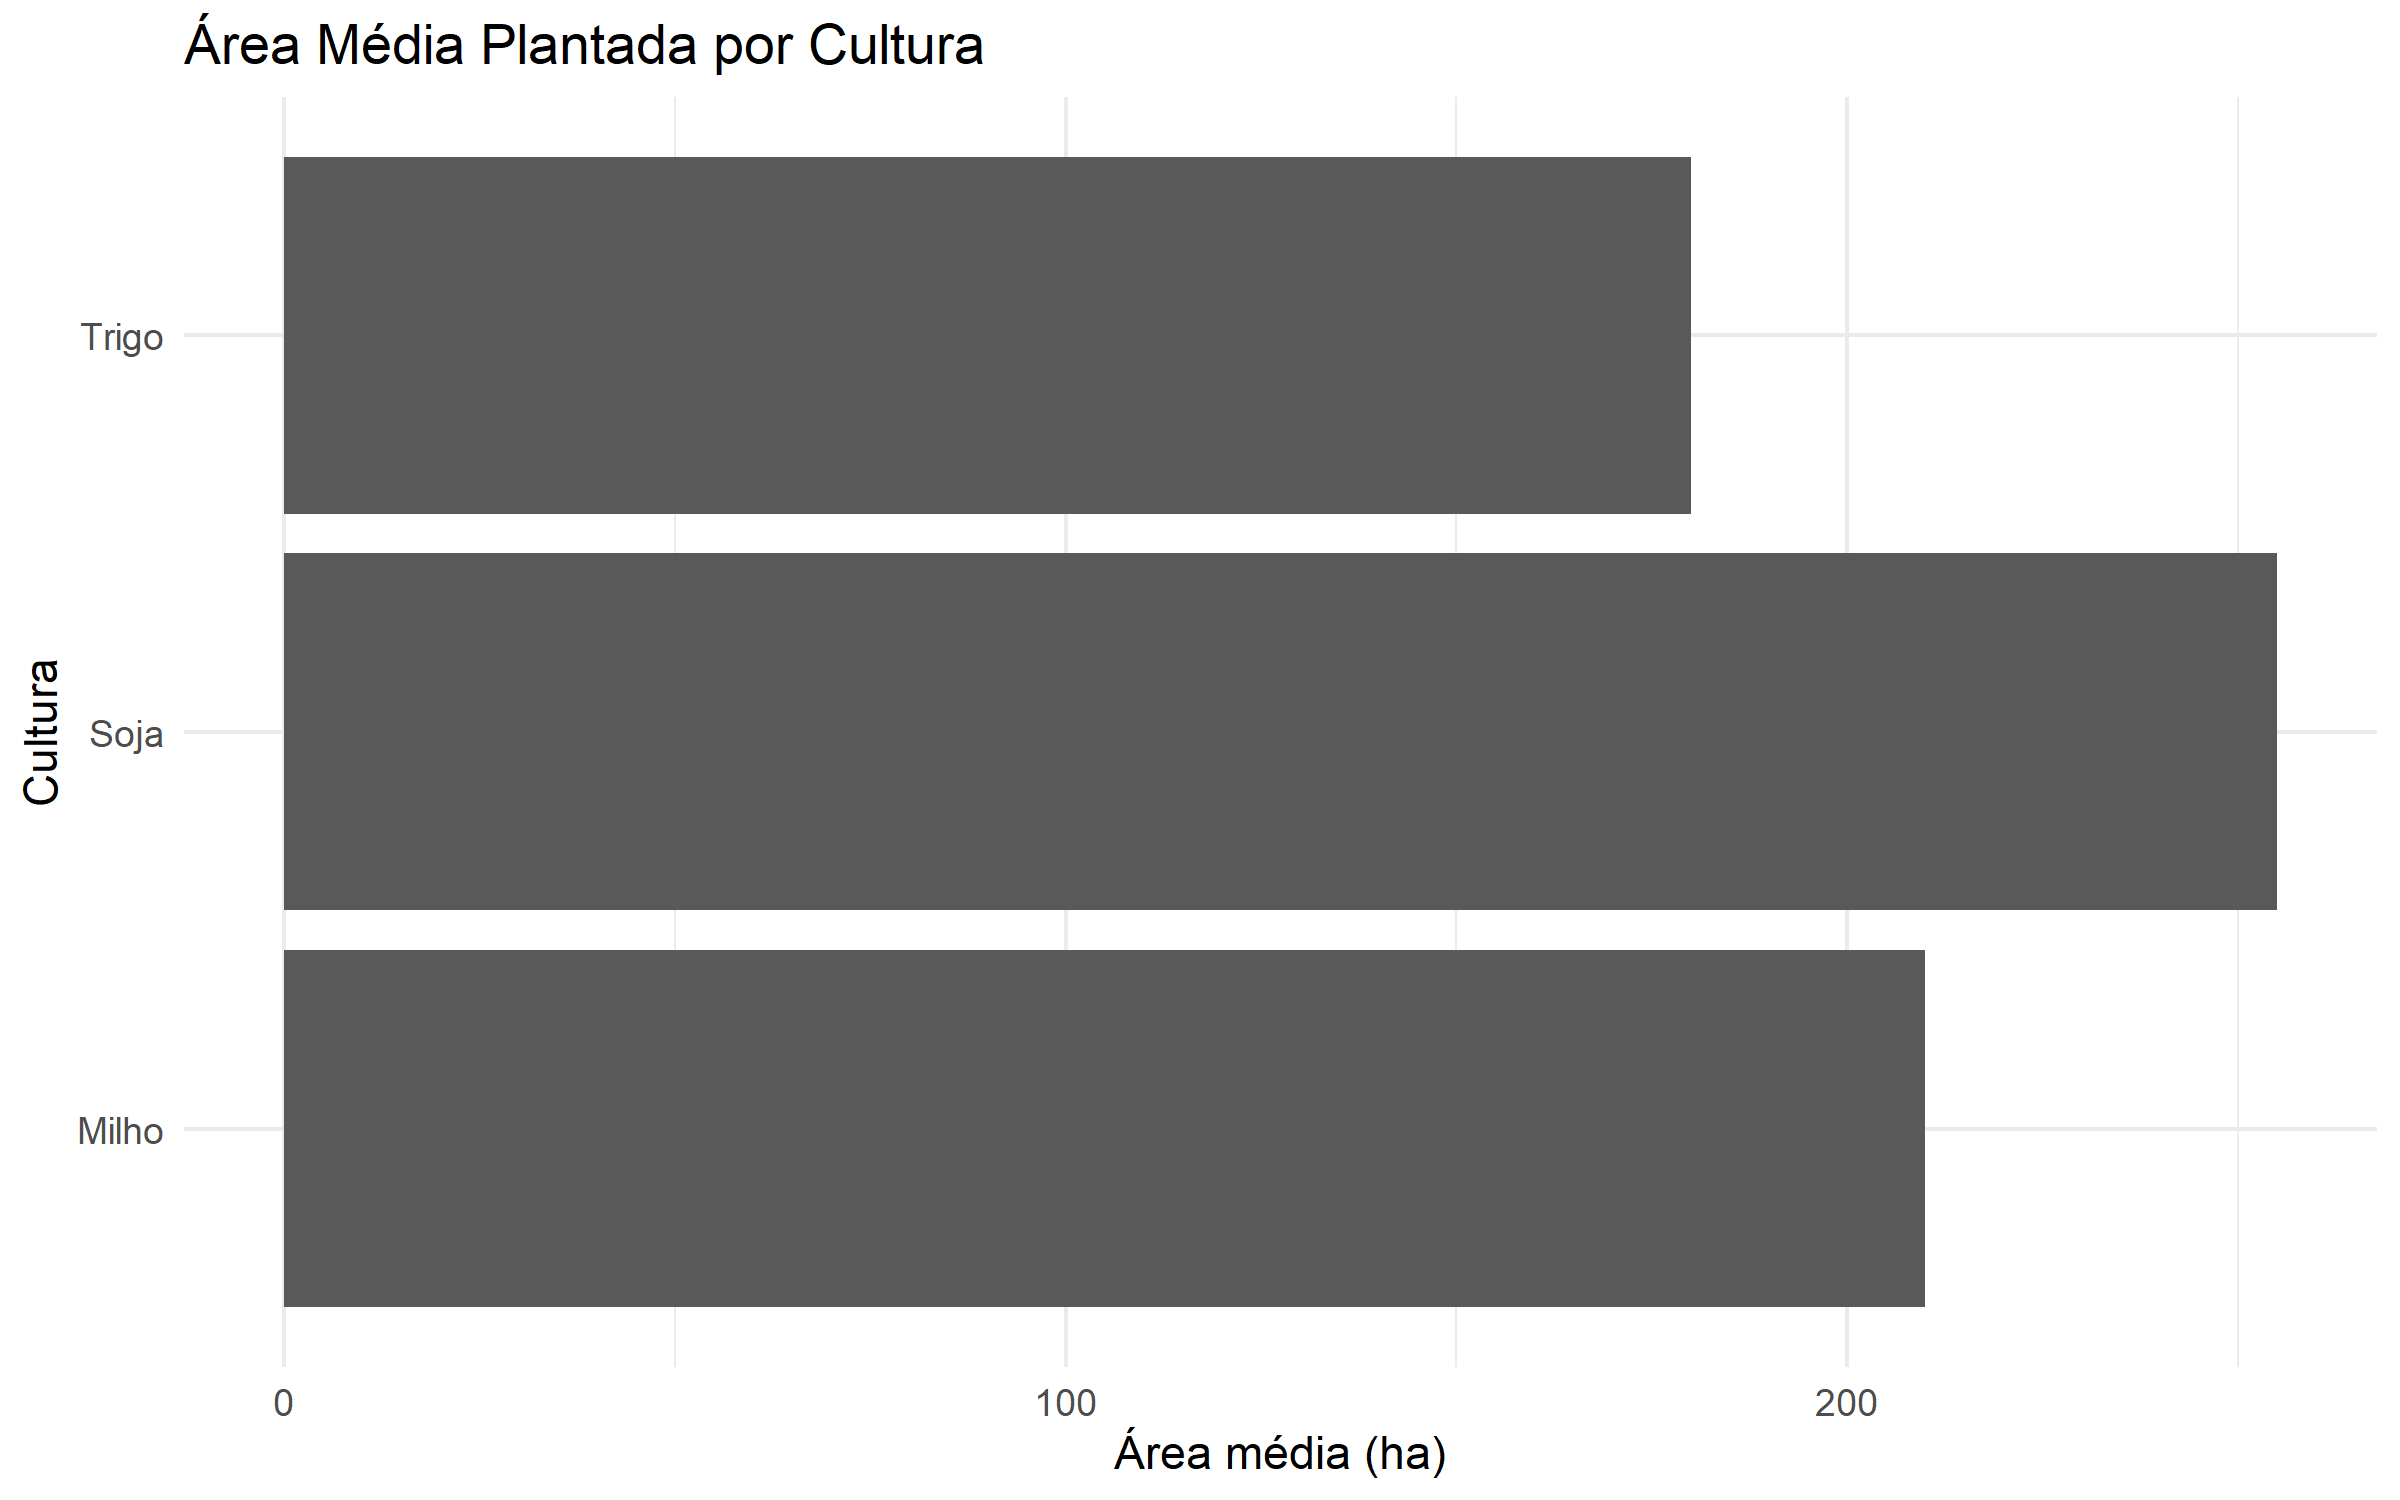 Área Média Plantada por Cultura
Trigo
Soja
Milho
Cultura
0 100 200
Área média (ha)